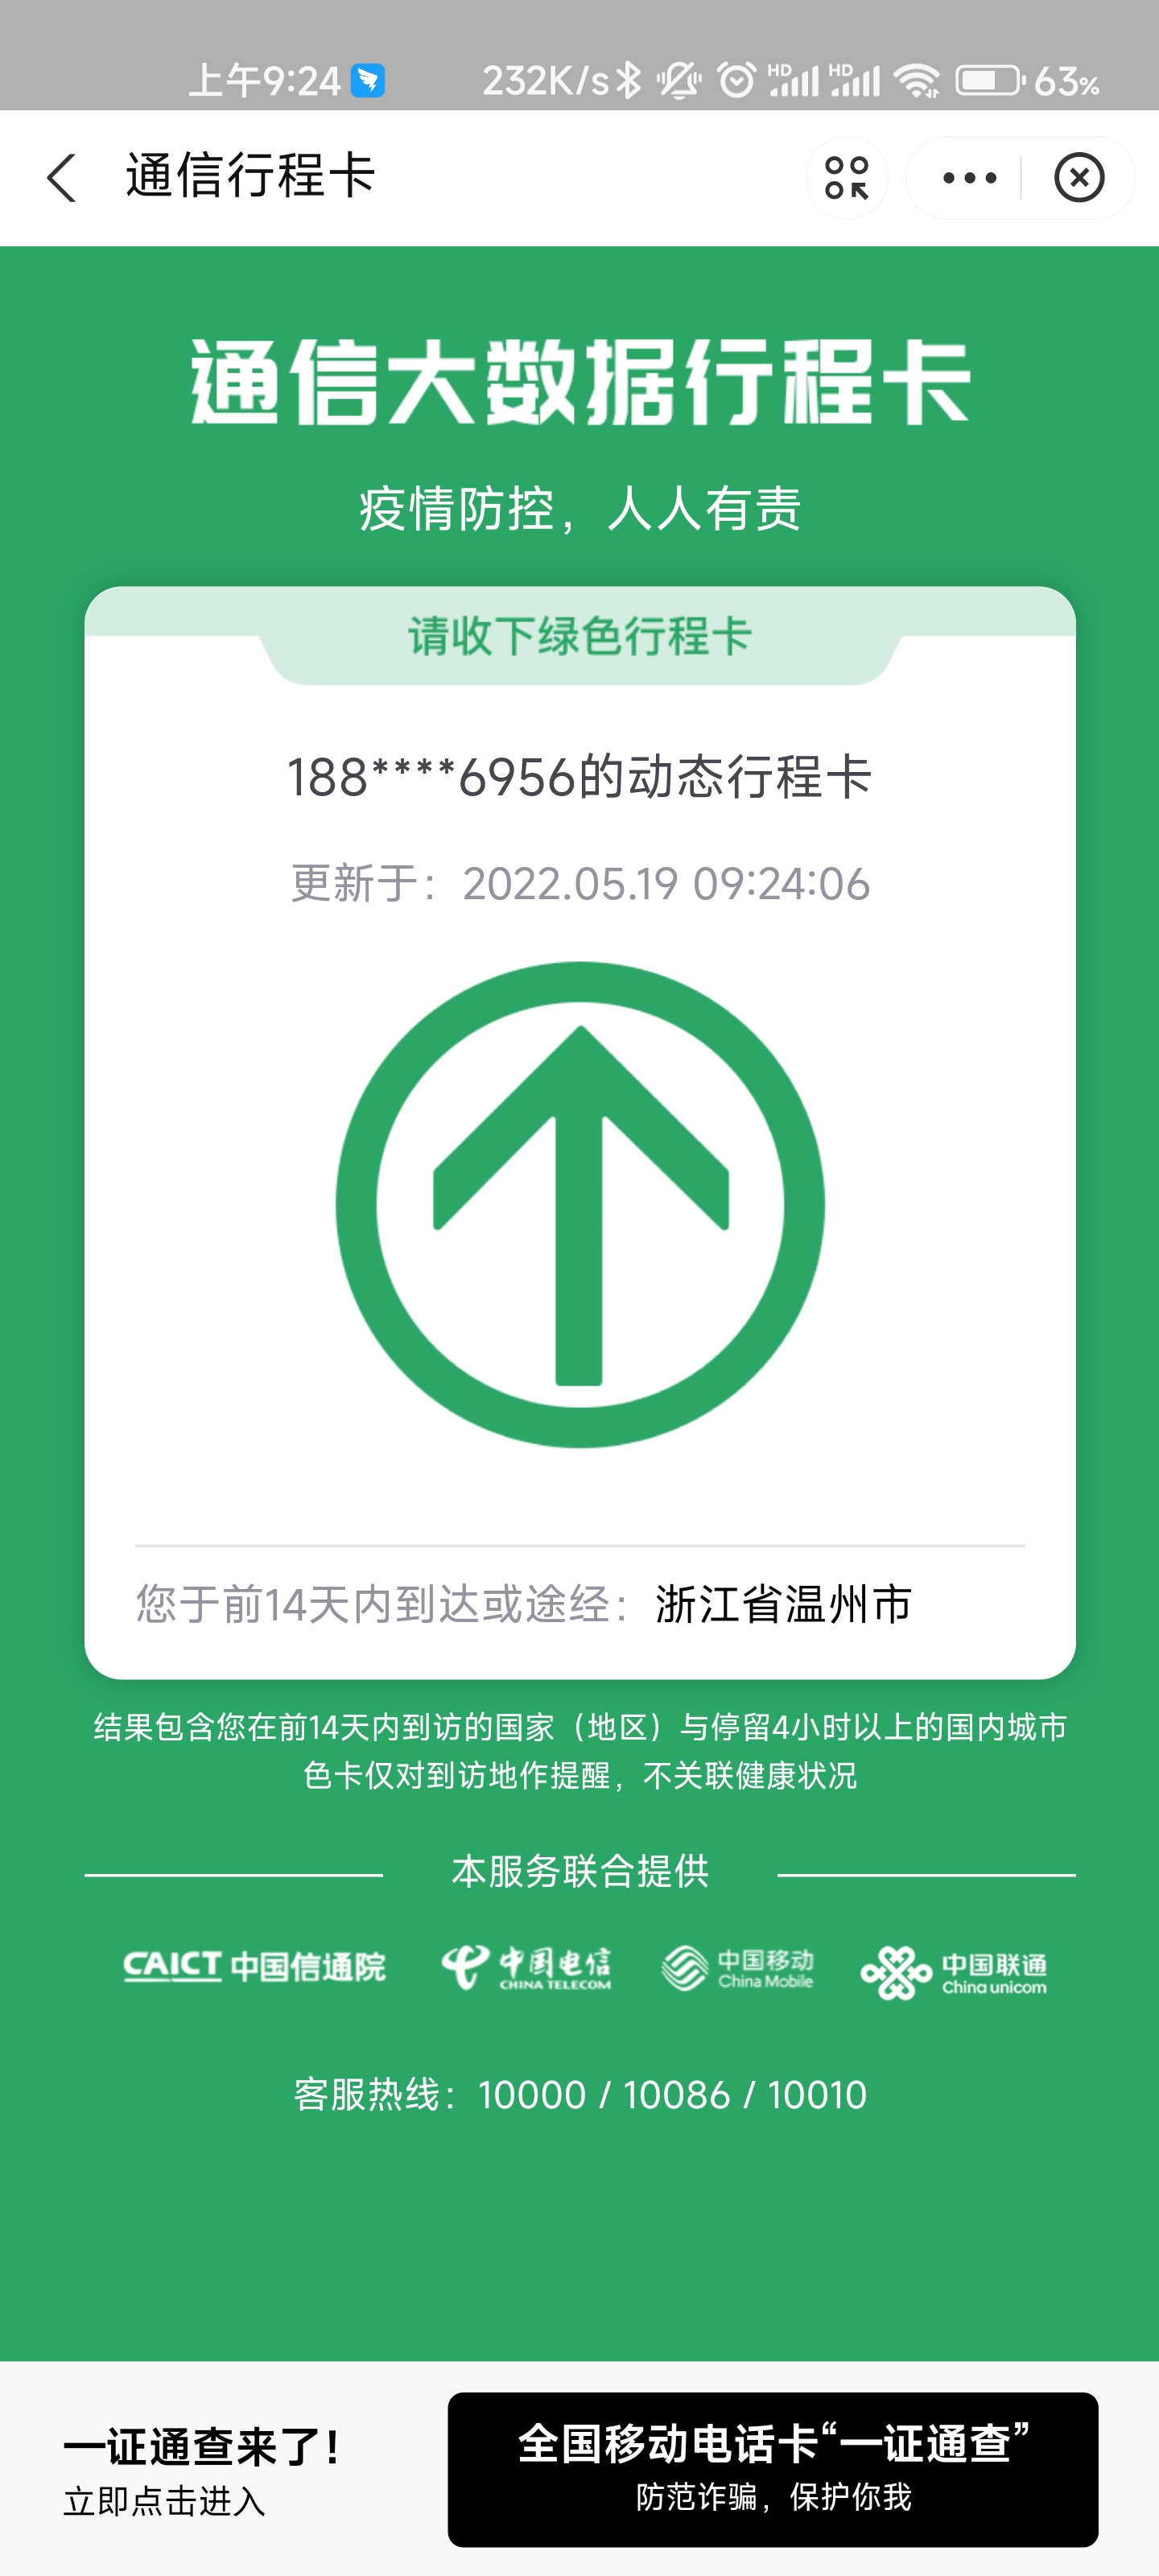 上午9:24 232K/s HD HD 63%
通信行程卡
通信大数据行程卡
疫情防控，人人有责
请收下绿色行程卡
188****6956的动态行程卡
更新于：2022.05.19 09:24:06
您于前14天内到达或途经：浙江省温州市
结果包含您在前14天内到访的国家（地区）与停留4小时以上的国内城市
色卡仅对到访地作提醒，不关联健康状况
本服务联合提供
CAICT 中国信通院 中国电信 CHINA TELECOM 中国移动 China Mobile 中国联通 China unicom
客服热线：10000 / 10086 / 10010
一证通查来了！
立即点击进入
全国移动电话卡“一证通查”
防范诈骗，保护你我